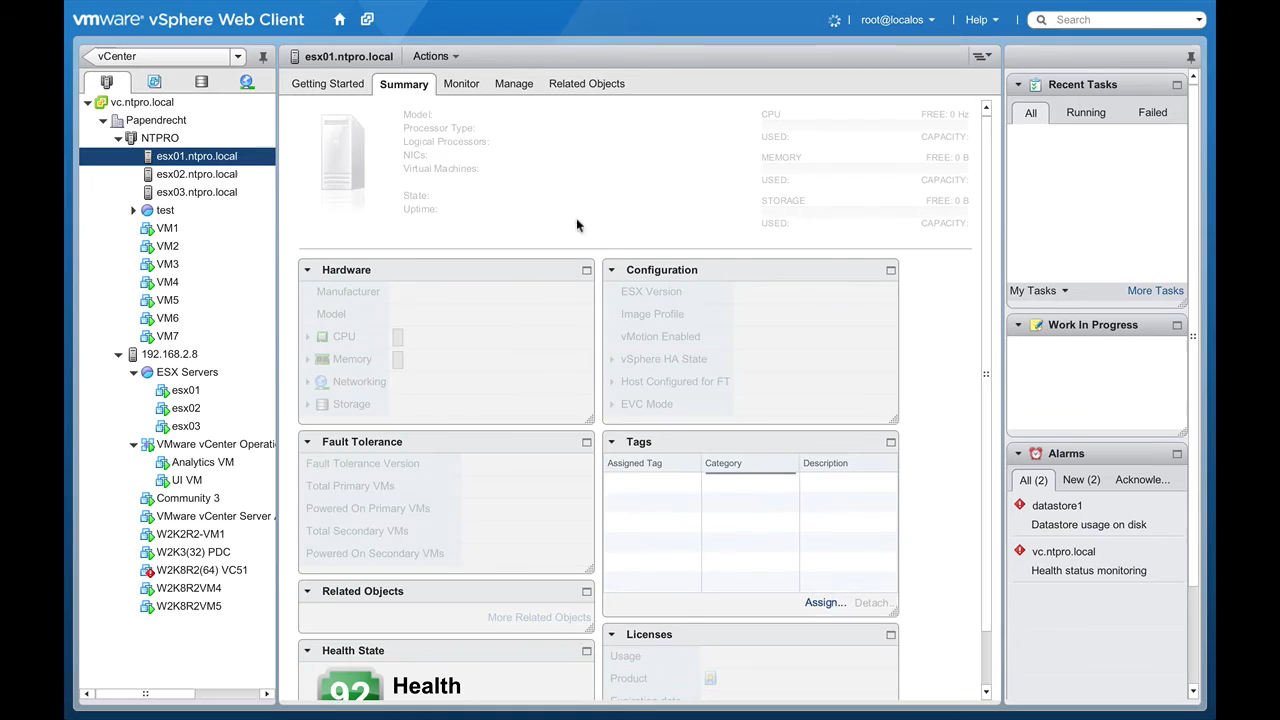 vmware vSphere Web Client
root@localos
Help
Search
vCenter
vc.ntpro.local
Papendrecht
NTPRO
esx01.ntpro.local
esx02.ntpro.local
esx03.ntpro.local
test
VM1
VM2
VM3
VM4
VM5
VM6
VM7
192.168.2.8
ESX Servers
esx01
esx02
esx03
VMware vCenter Operati
Analytics VM
UI VM
Community 3
VMware vCenter Server A
W2K2R2-VM1
W2K3(32) PDC
W2K8R2(64) VC51
W2K8R2VM4
W2K8R2VM5
esx01.ntpro.local
Actions
Getting Started
Summary
Monitor
Manage
Related Objects
Model:
Processor Type:
Logical Processors:
NICs:
Virtual Machines:
State:
Uptime:
CPU FREE: 0 Hz
USED: CAPACITY:
MEMORY FREE: 0 B
USED: CAPACITY:
STORAGE FREE: 0 B
USED: CAPACITY:
Hardware
Manufacturer
Model
CPU
Memory
Networking
Storage
Configuration
ESX Version
Image Profile
vMotion Enabled
vSphere HA State
Host Configured for FT
EVC Mode
Fault Tolerance
Fault Tolerance Version
Total Primary VMs
Powered On Primary VMs
Total Secondary VMs
Powered On Secondary VMs
Tags
Assigned Tag Category Description
Assign... Detach...
Related Objects
More Related Objects
Health State
92 Health
Licenses
Usage
Product
Expiration date
Recent Tasks
All Running Failed
My Tasks More Tasks
Work In Progress
Alarms
All (2) New (2) Acknowle...
datastore1
Datastore usage on disk
vc.ntpro.local
Health status monitoring